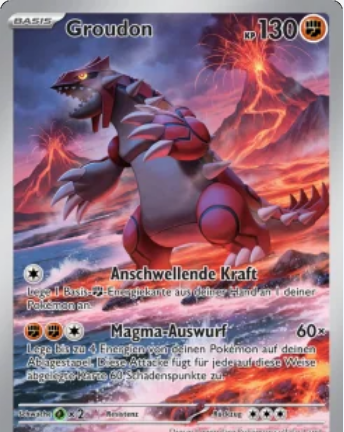 BASIS
Groudon KP 130
Anschwellende Kraft
Lege 1 Basis- -Energiekarte aus deiner Hand an 1 deiner
Pokémon an.
Magma-Auswurf 60×
Lege bis zu 4 Energien von deinen Pokémon auf deinen
Ablagestapel. Diese Attacke fügt für jede auf diese Weise
abgelegte Karte 60 Schadenspunkte zu.
Schwäche ×2 Resistenz Rückzug